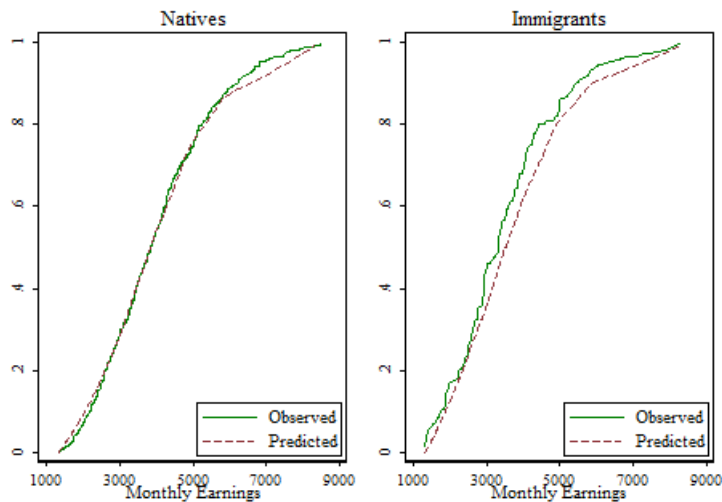 Natives
1
.8
.6
.4
.2
0
Observed
Predicted
1000 3000 5000 7000 9000
Monthly Earnings
Immigrants
1
.8
.6
.4
.2
0
Observed
Predicted
1000 3000 5000 7000 9000
Monthly Earnings